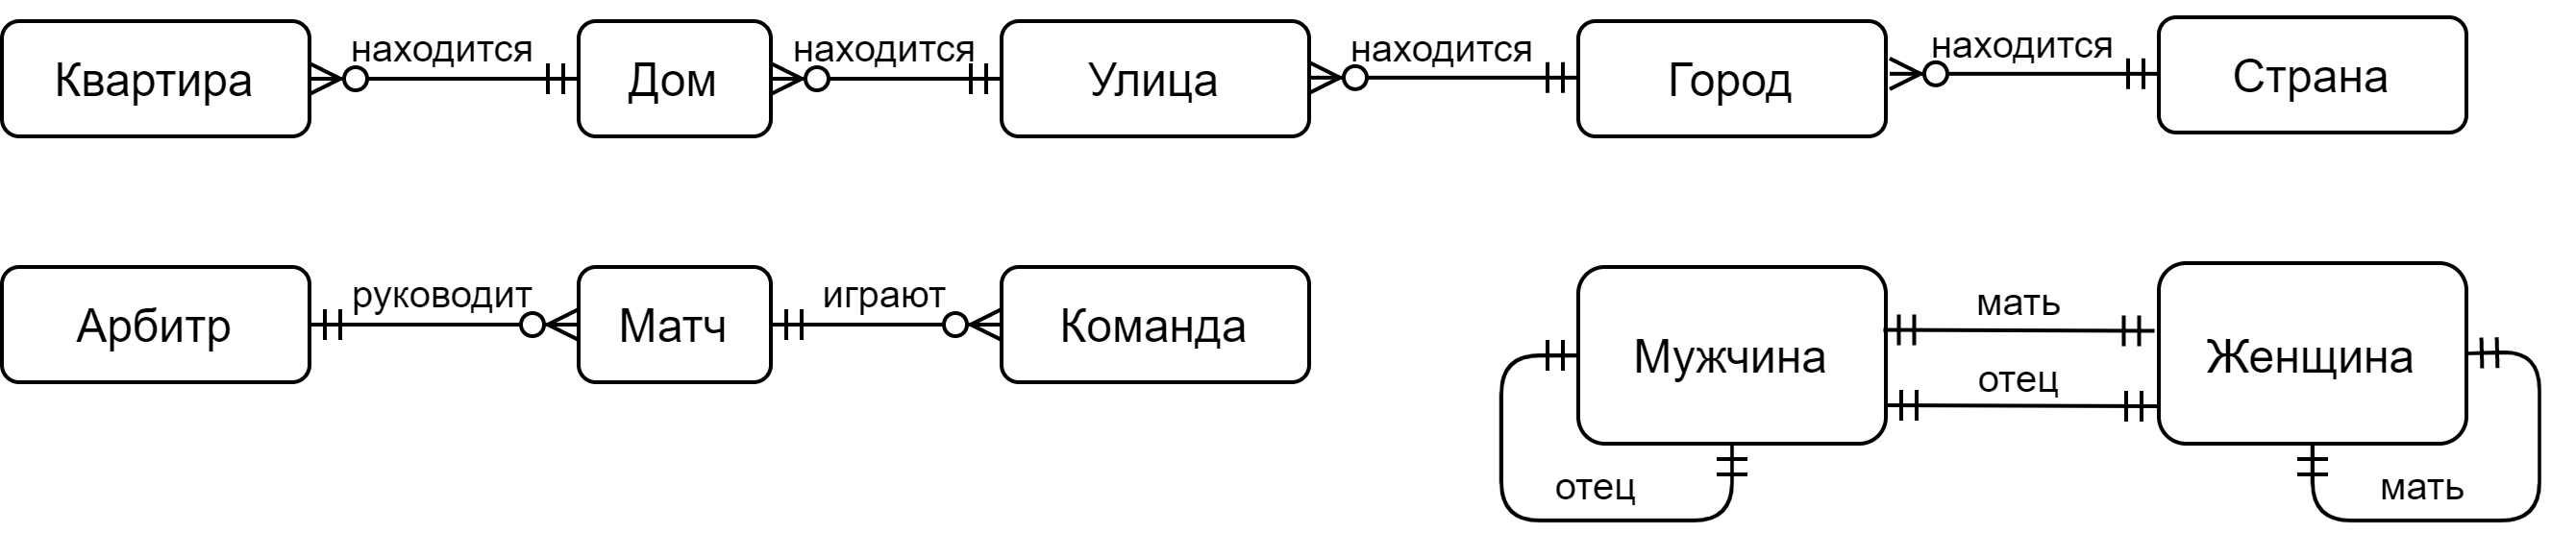 находится
находится
находится
находится
Квартира
Дом
Улица
Город
Страна
руководит
играют
мать
Арбитр
Матч
Команда
Мужчина
Женщина
отец
отец
мать